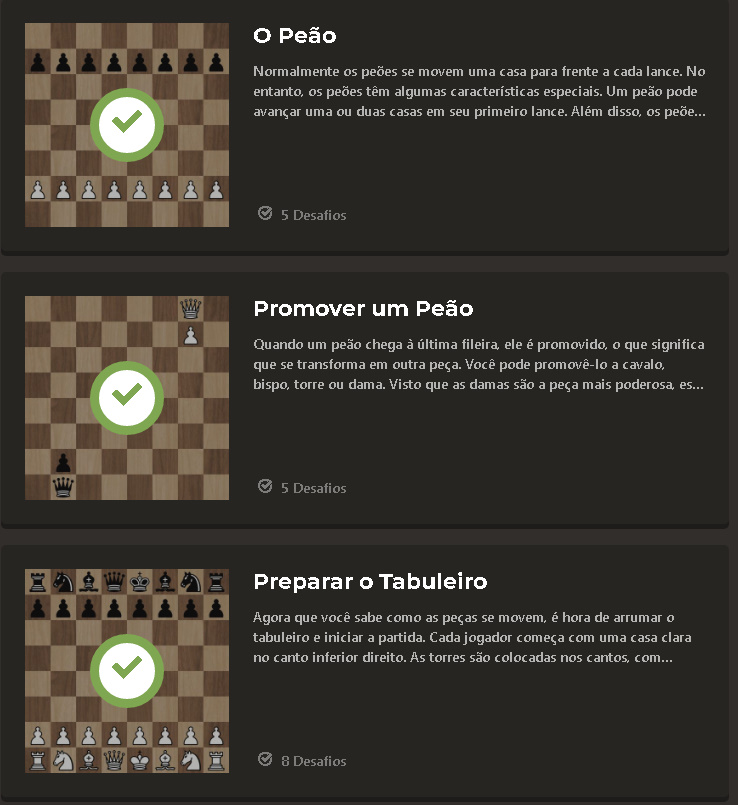 O Peão
Normalmente os peões se movem uma casa para frente a cada lance. No
entanto, os peões têm algumas características especiais. Um peão pode
avançar uma ou duas casas em seu primeiro lance. Além disso, os peõe...
5 Desafios
Promover um Peão
Quando um peão chega à última fileira, ele é promovido, o que significa
que se transforma em outra peça. Você pode promovê-lo a cavalo,
bispo, torre ou dama. Visto que as damas são a peça mais poderosa, es...
5 Desafios
Preparar o Tabuleiro
Agora que você sabe como as peças se movem, é hora de arrumar o
tabuleiro e iniciar a partida. Cada jogador começa com uma casa clara
no canto inferior direito. As torres são colocadas nos cantos, com...
8 Desafios